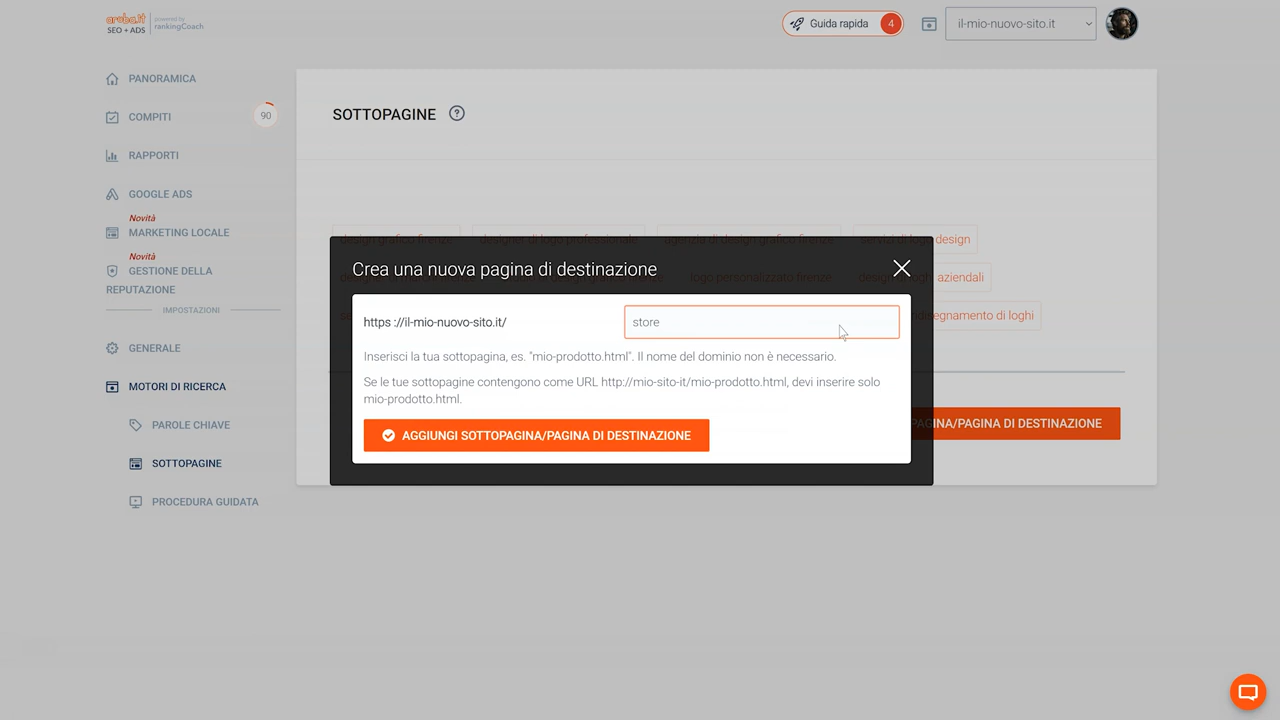 aruba.it
SEO + ADS
powered by
rankingCoach
Guida rapida
4
il-mio-nuovo-sito.it
PANORAMICA
COMPITI
90
RAPPORTI
GOOGLE ADS
Novità
MARKETING LOCALE
Novità
GESTIONE DELLA
REPUTAZIONE
IMPOSTAZIONI
GENERALE
MOTORI DI RICERCA
PAROLE CHIAVE
SOTTOPAGINE
PROCEDURA GUIDATA
SOTTOPAGINE
design grafico firenze
designer di logo professionale
agenzia di design grafico firenze
servizi di logo design
logo personalizzato firenze
design loghi aziendali
disegnamento di loghi
Crea una nuova pagina di destinazione
https ://il-mio-nuovo-sito.it/
store
Inserisci la tua sottopagina, es. "mio-prodotto.html". Il nome del dominio non è necessario.
Se le tue sottopagine contengono come URL http://mio-sito-it/mio-prodotto.html, devi inserire solo
mio-prodotto.html.
AGGIUNGI SOTTOPAGINA/PAGINA DI DESTINAZIONE
PAGINA/PAGINA DI DESTINAZIONE